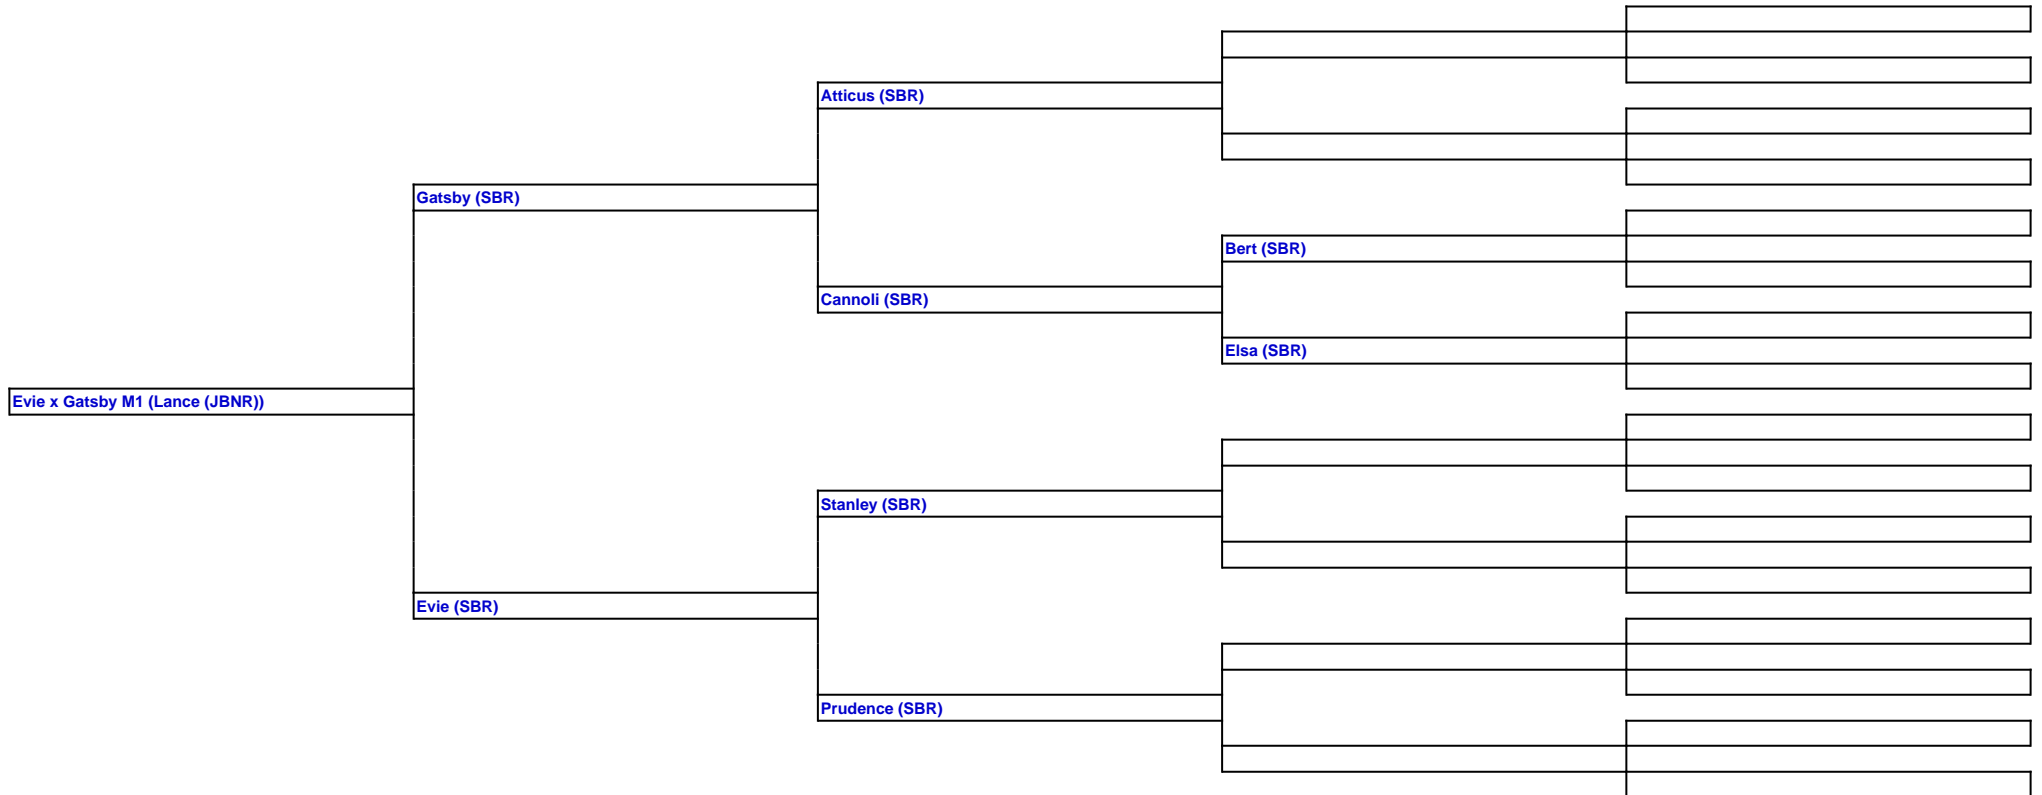 Atticus (SBR)
Gatsby (SBR)
Bert (SBR)
Cannoli (SBR)
Elsa (SBR)
Evie x Gatsby M1 (Lance (JBNR))
Stanley (SBR)
Evie (SBR)
Prudence (SBR)